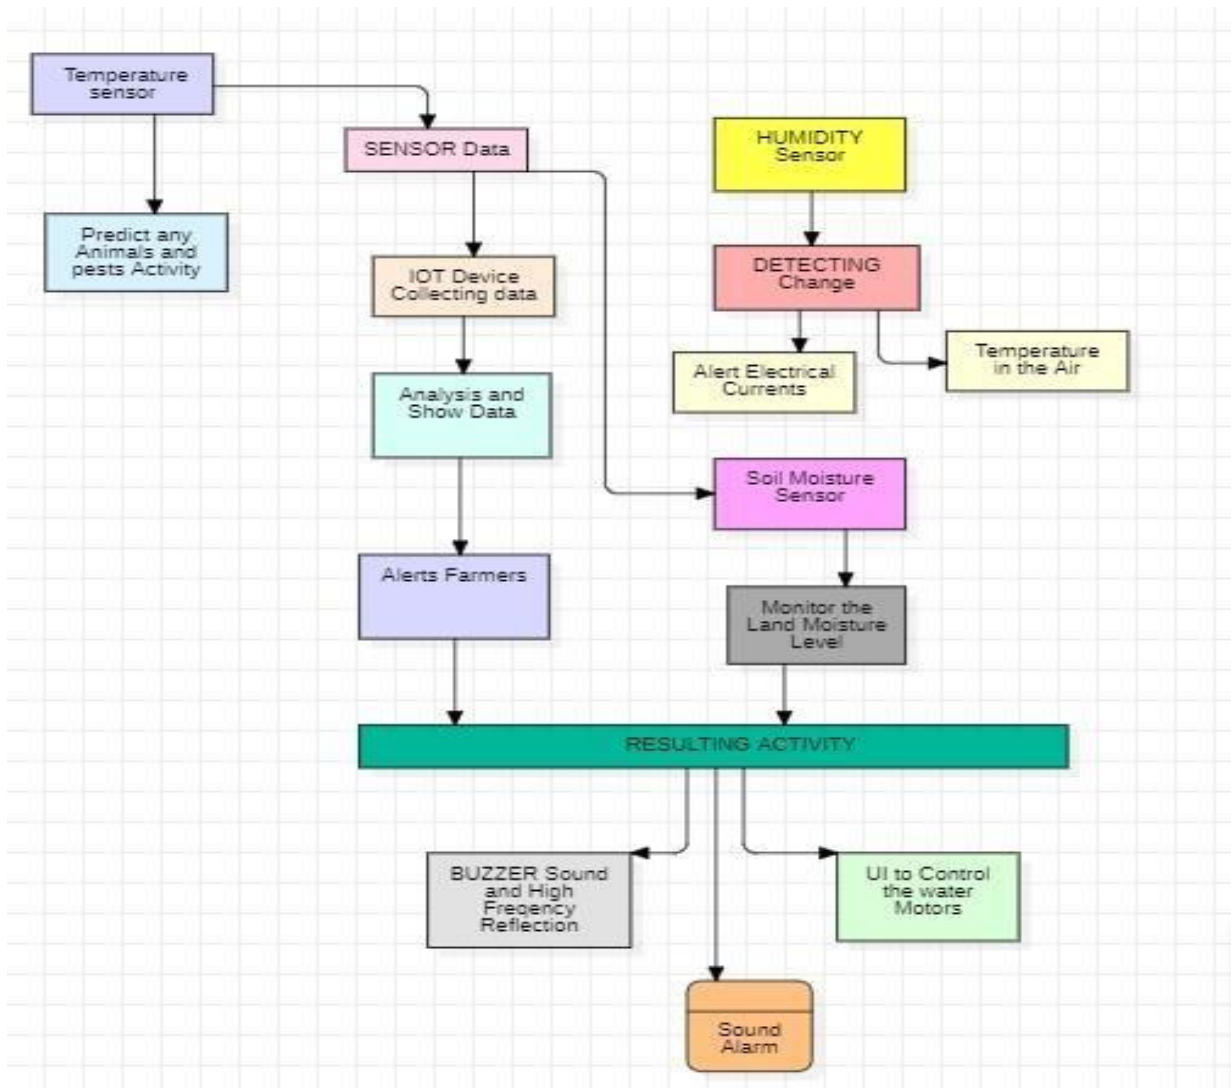 Temperature
sensor
SENSOR Data
HUMIDITY
Sensor
Predict any
Animals and
pests Activity
IOT Device
Collecting data
DETECTING
Change
Alert Electrical
Currents
Temperature
in the Air
Analysis and
Show Data
Soil Moisture
Sensor
Alerts Farmers
Monitor the
Land Moisture
Level
RESULTING ACTIVITY
BUZZER Sound
and High
Freqency
Reflection
UI to Control
the water
Motors
Sound
Alarm